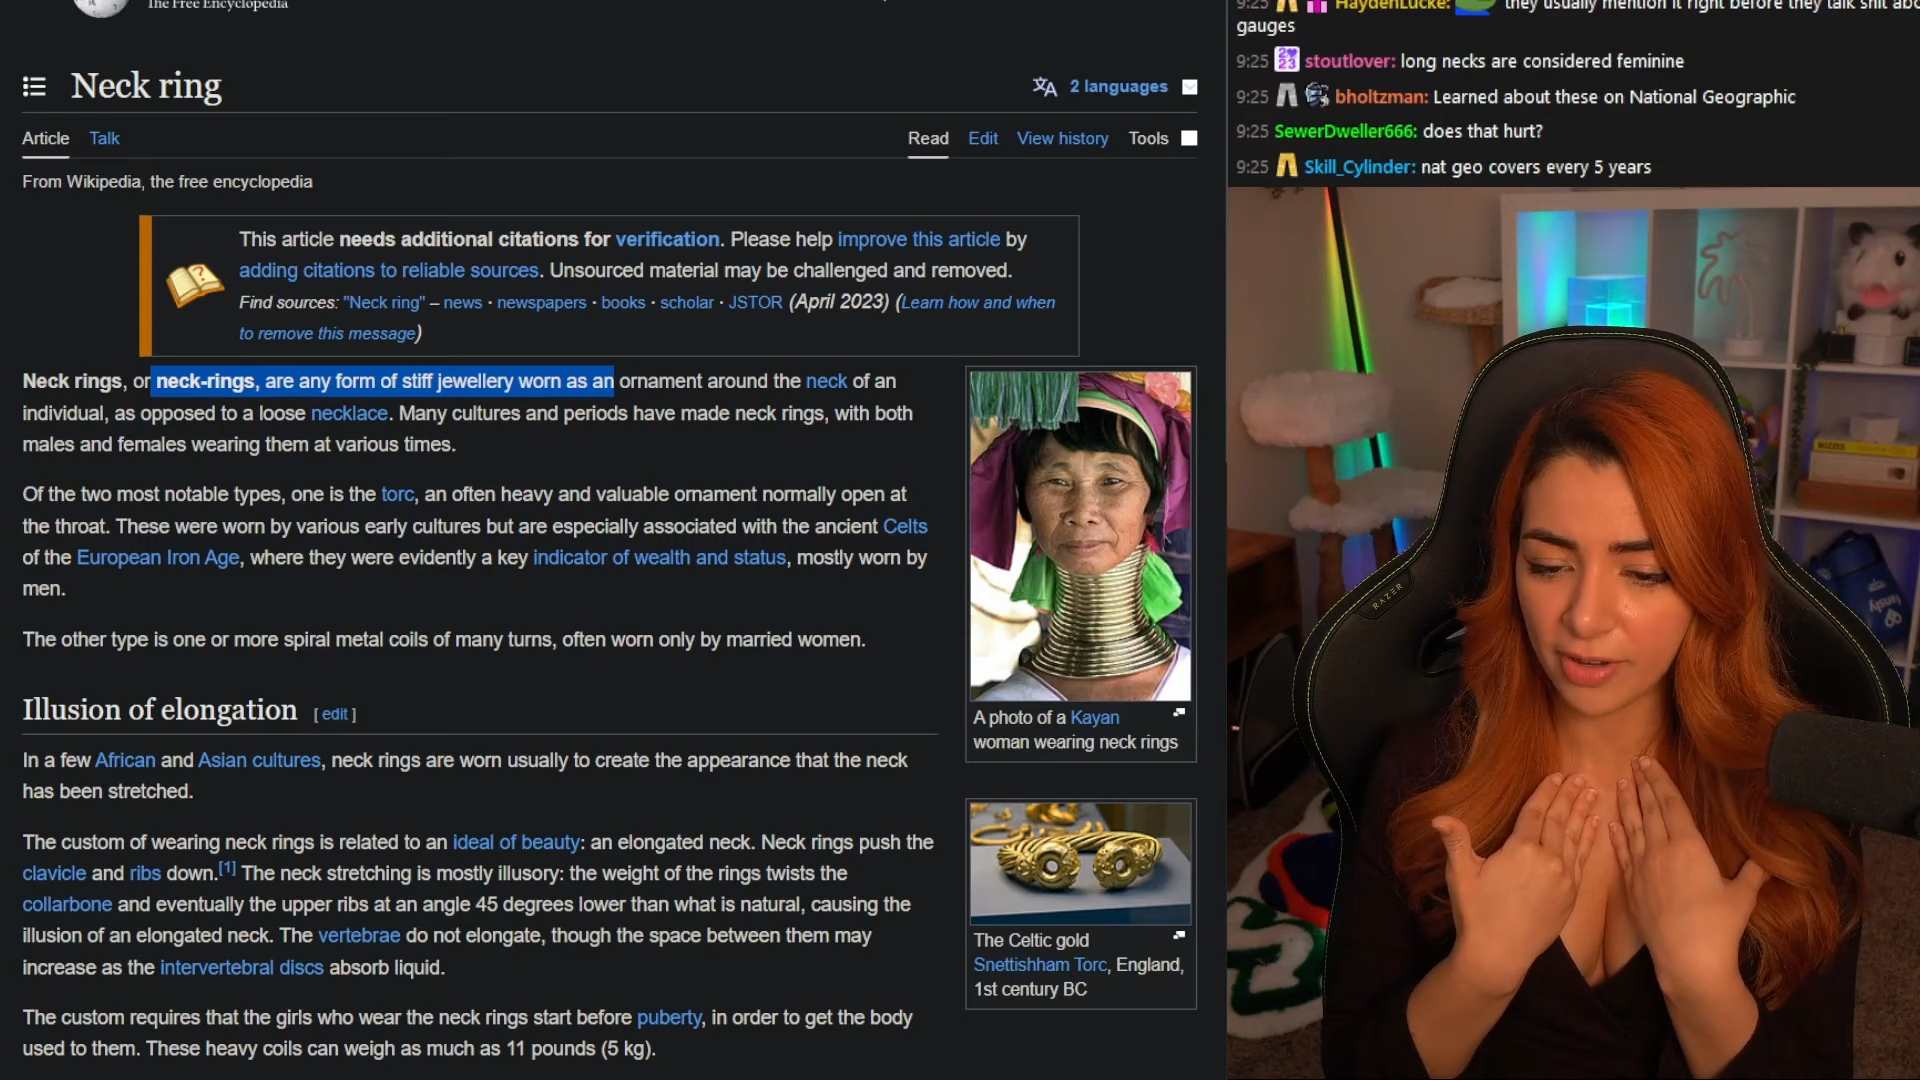 The Free Encyclopedia
Neck ring
2 languages
Article Talk
Read Edit View history Tools
From Wikipedia, the free encyclopedia
This article needs additional citations for verification. Please help improve this article by
adding citations to reliable sources. Unsourced material may be challenged and removed.
Find sources: "Neck ring" – news · newspapers · books · scholar · JSTOR (April 2023) (Learn how and when
to remove this message)
Neck rings, or neck-rings, are any form of stiff jewellery worn as an ornament around the neck of an
individual, as opposed to a loose necklace. Many cultures and periods have made neck rings, with both
males and females wearing them at various times.
Of the two most notable types, one is the torc, an often heavy and valuable ornament normally open at
the throat. These were worn by various early cultures but are especially associated with the ancient Celts
of the European Iron Age, where they were evidently a key indicator of wealth and status, mostly worn by
men.
The other type is one or more spiral metal coils of many turns, often worn only by married women.
Illusion of elongation [ edit ]
In a few African and Asian cultures, neck rings are worn usually to create the appearance that the neck
has been stretched.
The custom of wearing neck rings is related to an ideal of beauty: an elongated neck. Neck rings push the
clavicle and ribs down.[1] The neck stretching is mostly illusory: the weight of the rings twists the
collarbone and eventually the upper ribs at an angle 45 degrees lower than what is natural, causing the
illusion of an elongated neck. The vertebrae do not elongate, though the space between them may
increase as the intervertebral discs absorb liquid.
The custom requires that the girls who wear the neck rings start before puberty, in order to get the body
used to them. These heavy coils can weigh as much as 11 pounds (5 kg).
A photo of a Kayan
woman wearing neck rings
The Celtic gold
Snettishham Torc, England,
1st century BC
9:25 HaydenLucke: they usually mention it right before they talk shit
gauges
9:25 stoutlover: long necks are considered feminine
9:25 bholtzman: Learned about these on National Geographic
9:25 SewerDweller666: does that hurt?
9:25 Skill_Cylinder: nat geo covers every 5 years
RAZER